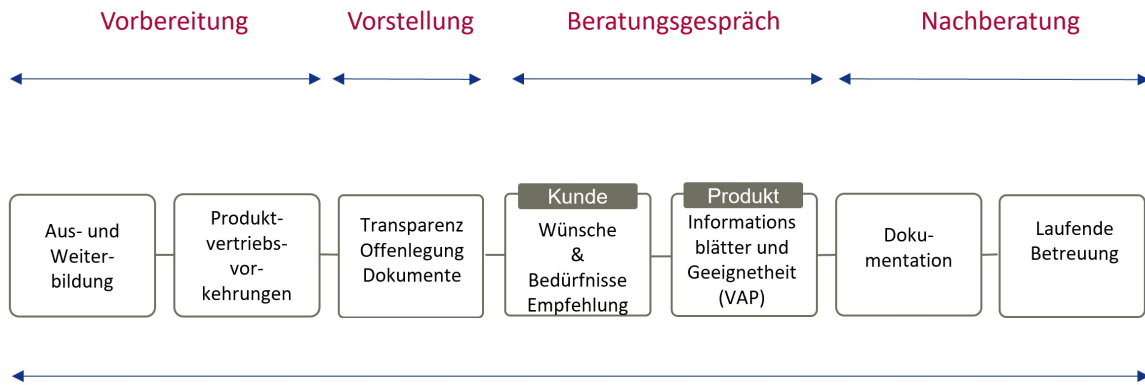 Vorbereitung
Vorstellung
Beratungsgespräch
Nachberatung
Aus- und
Weiter-
bildung
Produkt-
vertriebs-
vor-
kehrungen
Transparenz
Offenlegung
Dokumente
Kunde
Wünsche
&
Bedürfnisse
Empfehlung
Produkt
Informations
blätter und
Geeignetheit
(VAP)
Doku-
mentation
Laufende
Betreuung